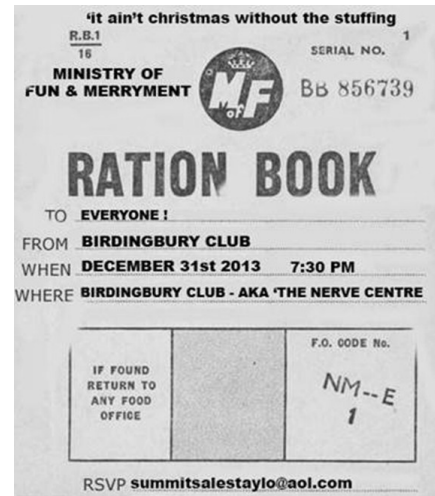 'it ain't christmas without the stuffing
R.B.1
16
SERIAL NO. 1
MINISTRY OF
FUN & MERRYMENT
MoFF
BB 856739
RATION BOOK
TO EVERYONE !
FROM BIRDINGBURY CLUB
WHEN DECEMBER 31st 2013 7:30 PM
WHERE BIRDINGBURY CLUB - AKA 'THE NERVE CENTRE
IF FOUND
RETURN TO
ANY FOOD
OFFICE
F.O. CODE No.
NM--E
1
RSVP summitsalestaylo@aol.com